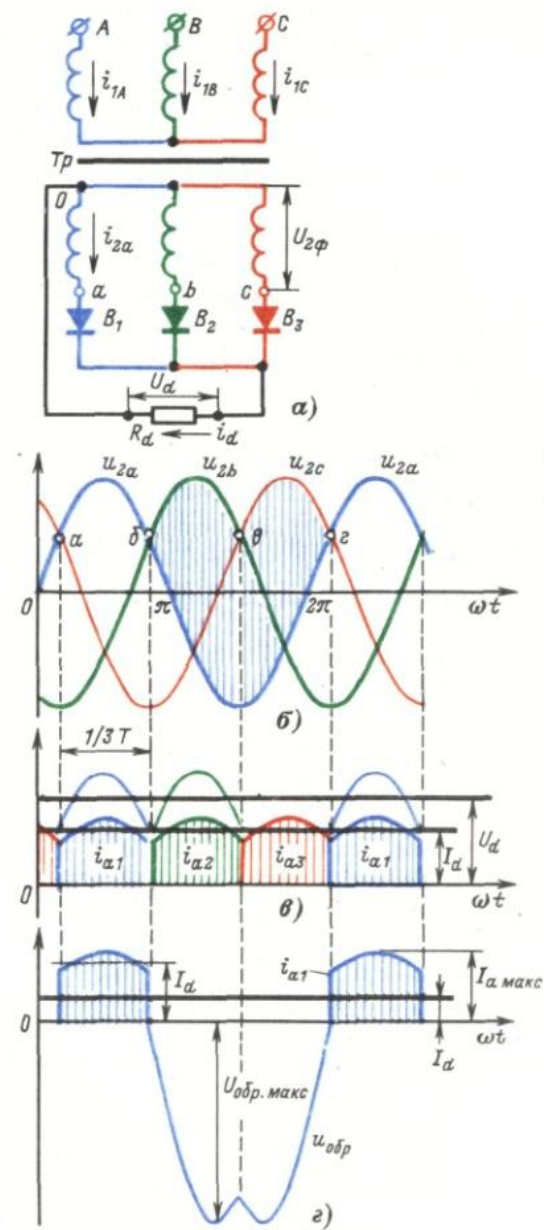 A B C
i1A i1B i1C
Тр
0
i2a U2ф
a b c
B1 B2 B3
Ud
Rd id
а)
u2a u2b u2c u2a
а б в г
0 π 2π ωt
б)
1/3 T
ia1 ia2 ia3 ia1 Id Ud
0 в) ωt
Id ia1 Ia макс
0 ωt
Id
Uобр.макс
uобр
г)